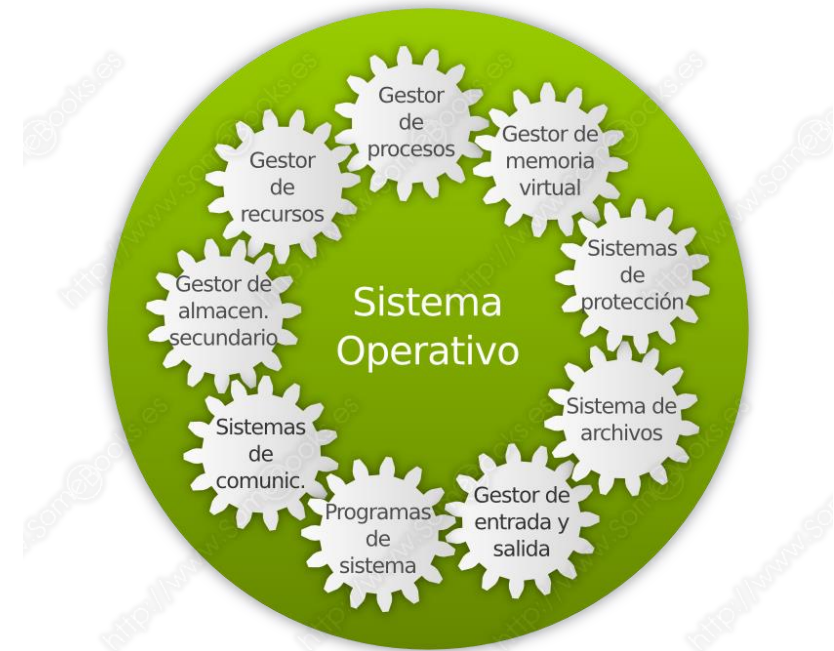 Gestor
de
procesos
Gestor de
memoria
virtual
Sistemas
de
protección
Sistema de
archivos
Gestor de
entrada y
salida
Programas
de
sistema
Sistemas
de
comunic.
Gestor de
almacen.
secundario
Gestor
de
recursos
Sistema
Operativo